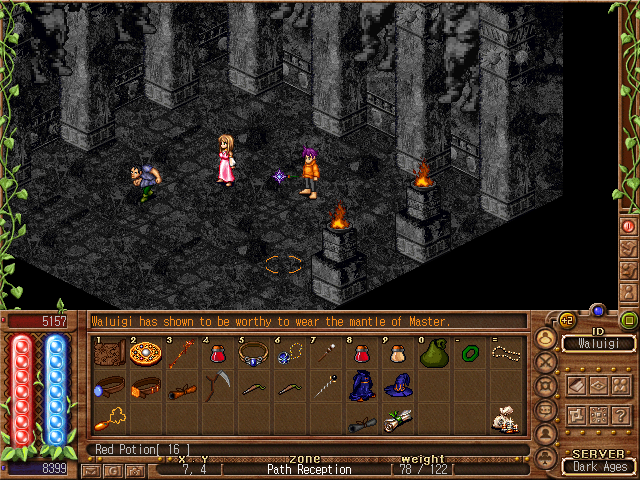 5157
Waluigi has shown to be worthy to wear the mantle of Master.
+2
ID
Waluigi
1 2 3 4 5 6 7 8 9 0 - =
?
Red Potion[ 16 ]
8399
x . Y zone weight
7, 4 [ Path Reception [ 78 / 122 [
SERVER
Dark Ages